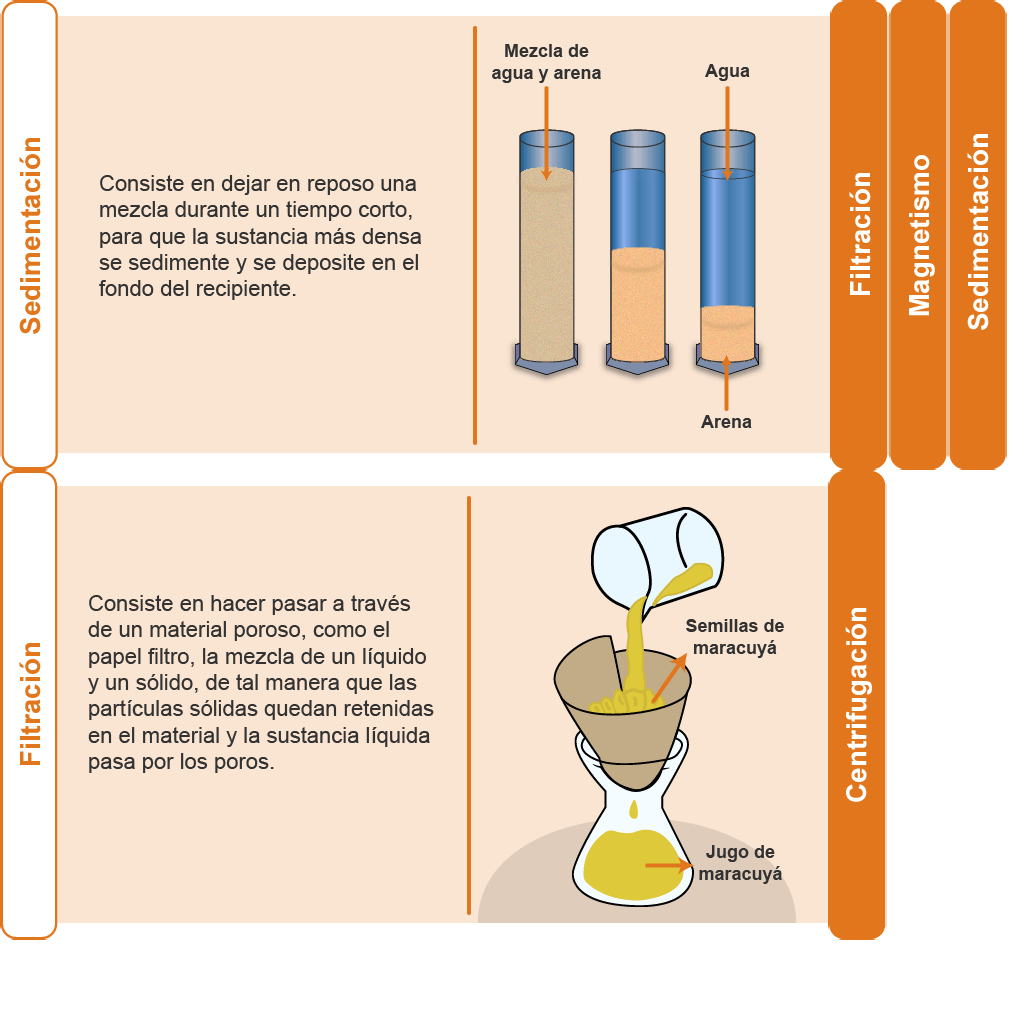 Sedimentación
Consiste en dejar en reposo una
mezcla durante un tiempo corto,
para que la sustancia más densa
se sedimente y se deposite en el
fondo del recipiente.
Mezcla de
agua y arena
Agua
Arena
Filtración
Magnetismo
Sedimentación
Filtración
Consiste en hacer pasar a través
de un material poroso, como el
papel filtro, la mezcla de un líquido
y un sólido, de tal manera que las
partículas sólidas quedan retenidas
en el material y la sustancia líquida
pasa por los poros.
Semillas de
maracuyá
Jugo de
maracuyá
Centrifugación